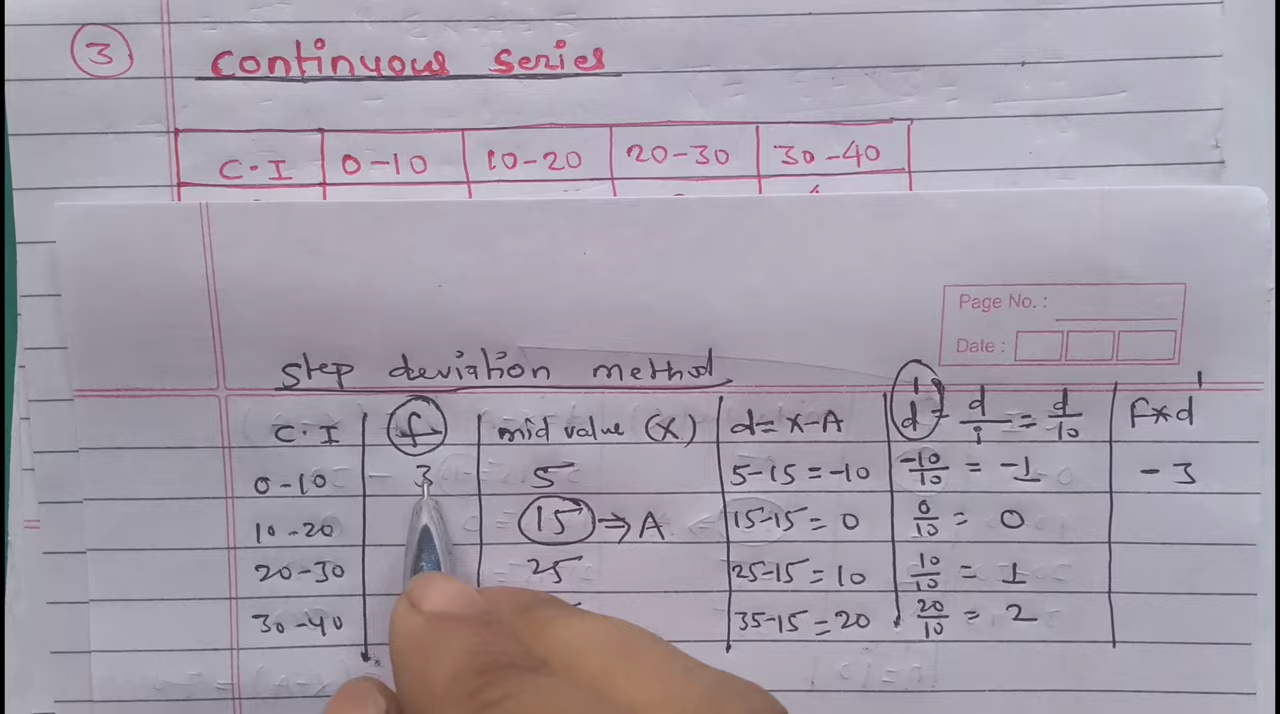 3 continuous series
C.I 0-10 10-20 20-30 30-40
Page No. :
Date :
Step deviation method
C.I f mid value (x) d=x-A d' = d/i = d/10 F*d'
0-10 3 5 5-15=-10 -10/10 = -1 -3
10-20 15 → A 15-15=0 0/10 = 0
20-30 25 25-15=10 10/10 = 1
30-40 35-15=20 20/10 = 2